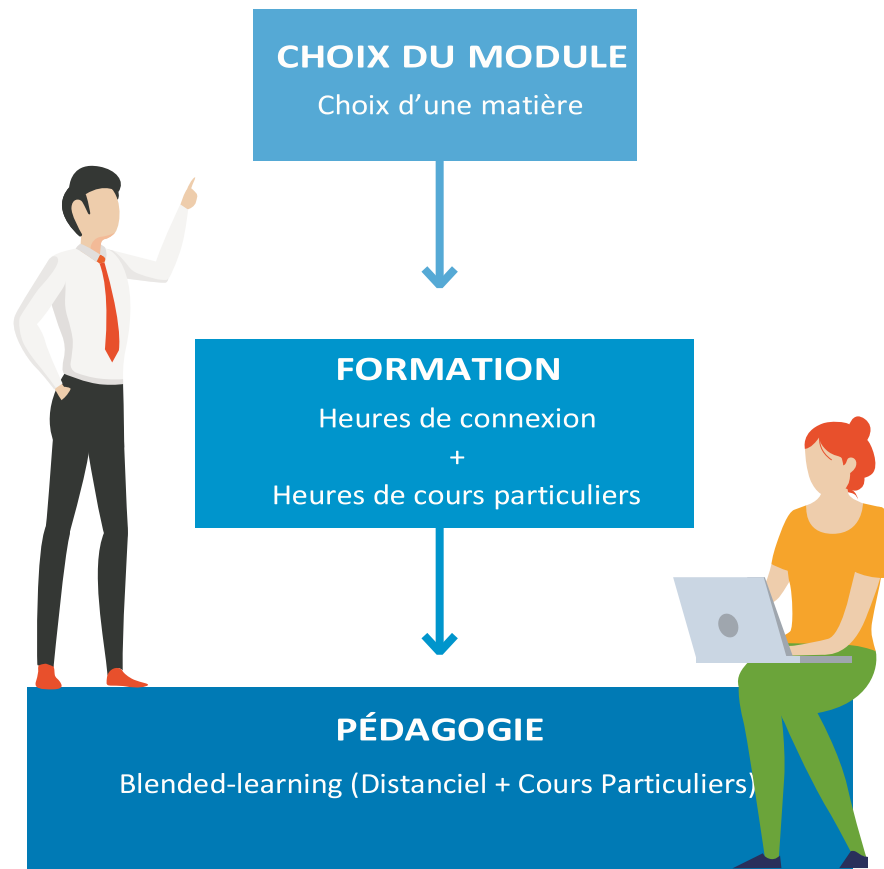 CHOIX DU MODULE
Choix d’une matière
FORMATION
Heures de connexion
+
Heures de cours particuliers
PÉDAGOGIE
Blended-learning (Distanciel + Cours Particuliers)